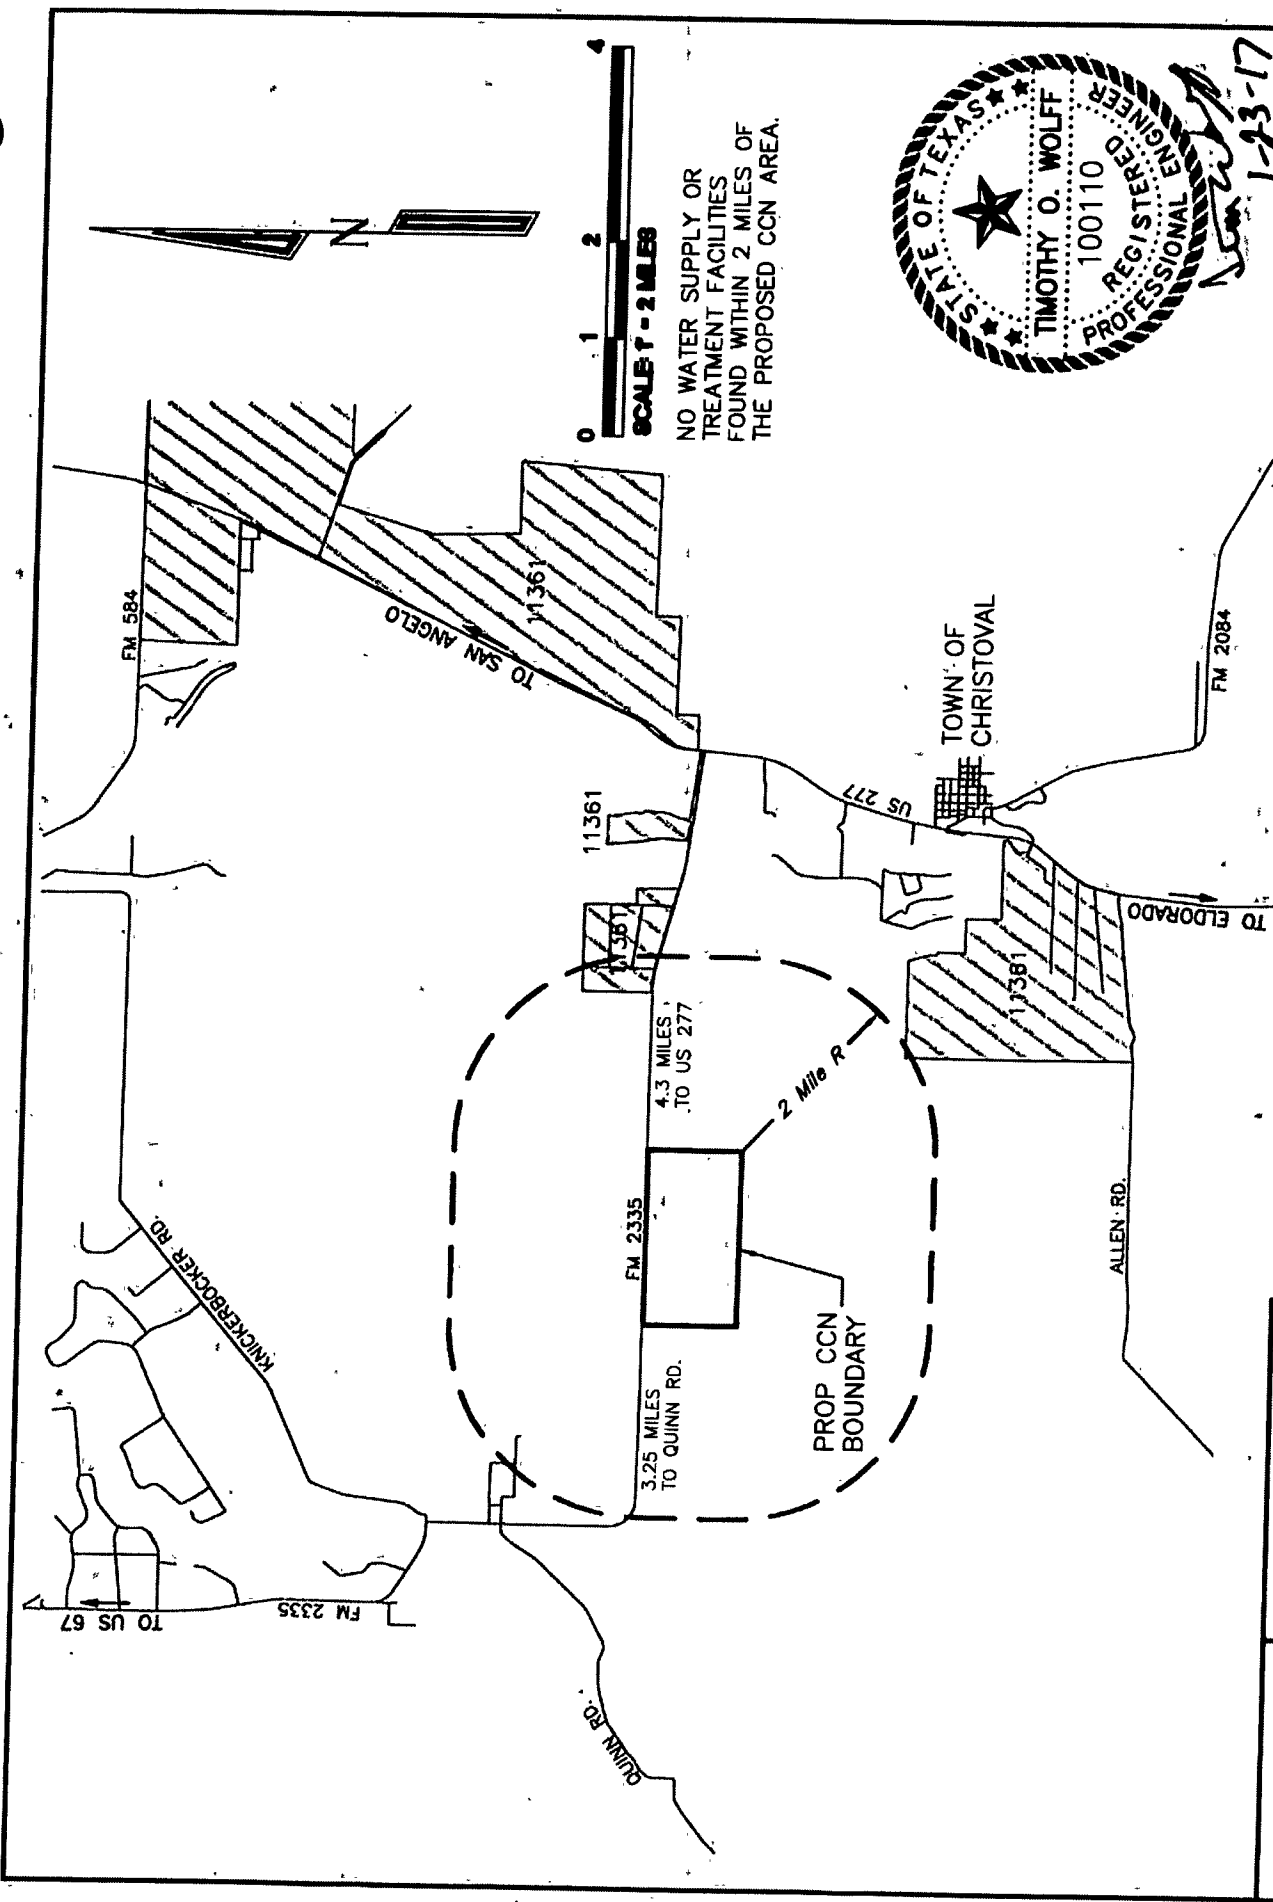 TO US 67
FM 2335
KNICKERBOCKER RD.
FM 584
N
0 1 2 4
SCALE: 1" = 2 MILES
NO WATER SUPPLY OR
TREATMENT FACILITIES
FOUND WITHIN 2 MILES OF
THE PROPOSED CCN AREA.
TO SAN ANGELO
11361
11361
11361
QUINN RD.
3.25 MILES
TO QUINN RD.
FM 2335
4.3 MILES
TO US 277
2 Mile R
PROP CCN
BOUNDARY
US 277
TOWN OF
CHRISTOVAL
11361
ALLEN RD.
TO ELDORADO
FM 2084
STATE OF TEXAS
TIMOTHY O. WOLFF
100110
REGISTERED
PROFESSIONAL ENGINEER
1-23-17